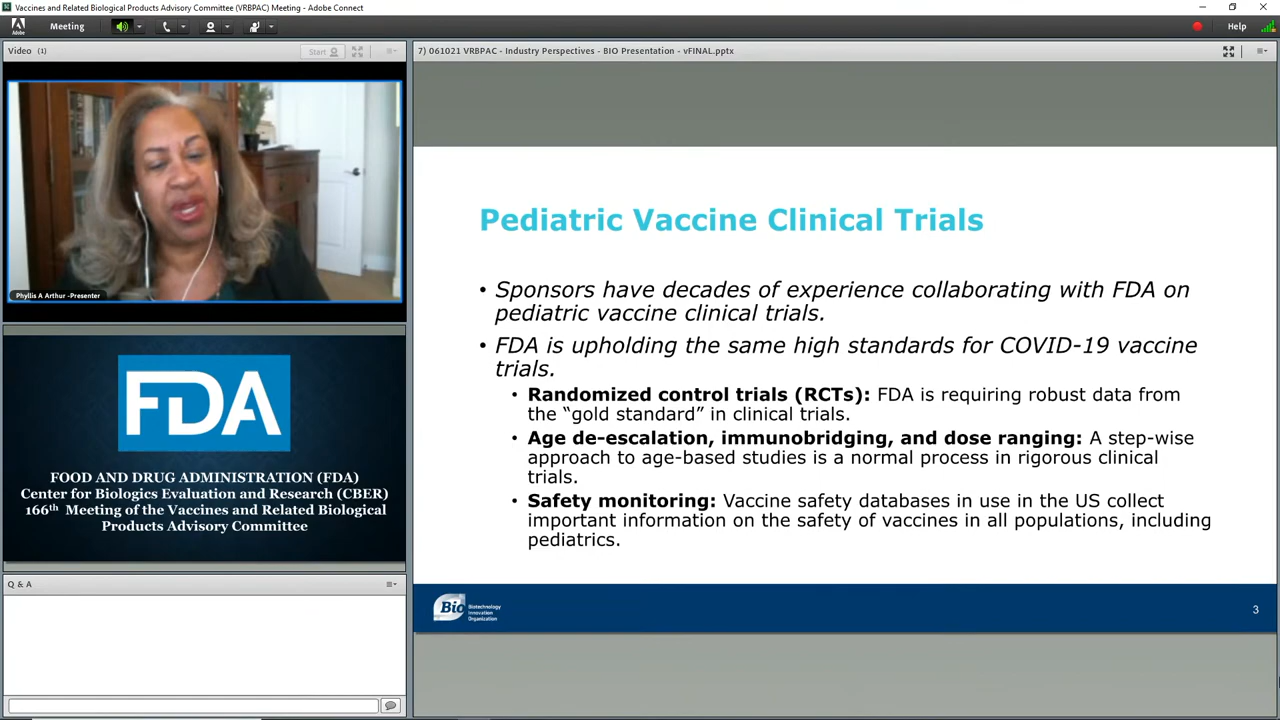 Vaccines and Related Biological Products Advisory Committee (VRBPAC) Meeting - Adobe Connect
Meeting
Help
Video (1)
Start
Phyllis A Arthur -Presenter
FDA
FOOD AND DRUG ADMINISTRATION (FDA)
Center for Biologics Evaluation and Research (CBER)
166th Meeting of the Vaccines and Related Biological
Products Advisory Committee
Q & A
7) 061021 VRBPAC - Industry Perspectives - BIO Presentation - vFINAL.pptx
Pediatric Vaccine Clinical Trials
• Sponsors have decades of experience collaborating with FDA on
pediatric vaccine clinical trials.
• FDA is upholding the same high standards for COVID-19 vaccine
trials.
• Randomized control trials (RCTs): FDA is requiring robust data from
the “gold standard” in clinical trials.
• Age de-escalation, immunobridging, and dose ranging: A step-wise
approach to age-based studies is a normal process in rigorous clinical
trials.
• Safety monitoring: Vaccine safety databases in use in the US collect
important information on the safety of vaccines in all populations, including
pediatrics.
Bio
Biotechnology
Innovation
Organization
3